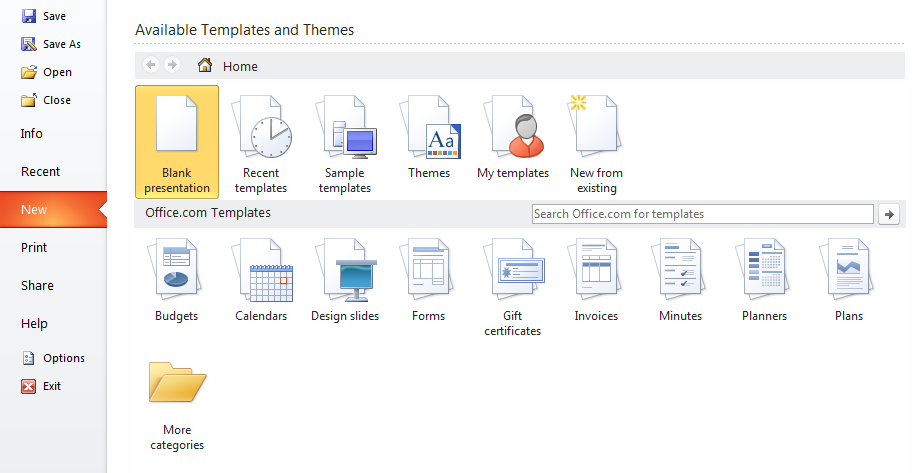 Save
Save As
Open
Close
Info
Recent
New
Print
Share
Help
Options
Exit
Available Templates and Themes
Home
Blank
presentation
Recent
templates
Sample
templates
Themes
My templates
New from
existing
Office.com Templates
Search Office.com for templates
Budgets
Calendars
Design slides
Forms
Gift
certificates
Invoices
Minutes
Planners
Plans
More
categories
Aa